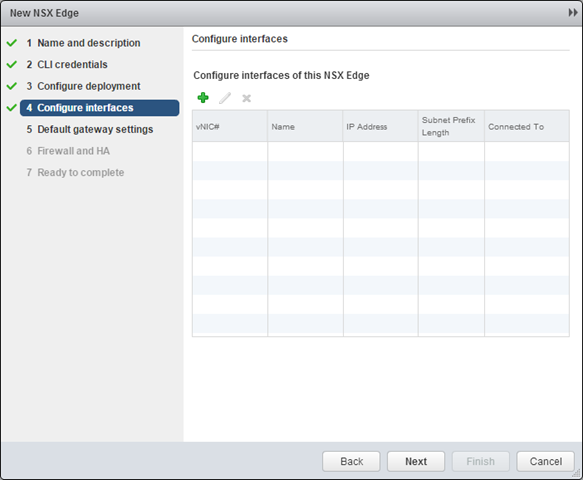 New NSX Edge
1 Name and description
2 CLI credentials
3 Configure deployment
4 Configure interfaces
5 Default gateway settings
6 Firewall and HA
7 Ready to complete
Configure interfaces
Configure interfaces of this NSX Edge
vNIC# Name IP Address Subnet Prefix Length Connected To
Back Next Finish Cancel